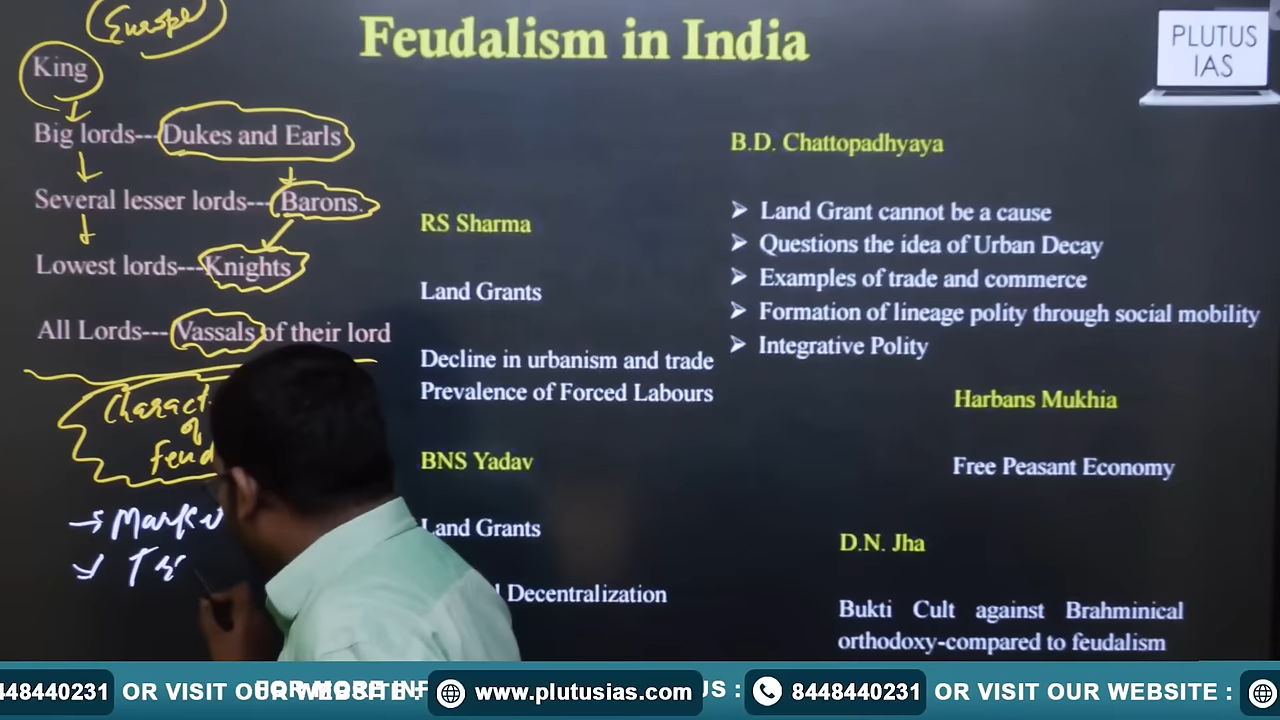 Europe
Feudalism in India
PLUTUS
IAS
King
Big lords---Dukes and Earls
Several lesser lords---Barons.
Lowest lords---Knights
All Lords---Vassals of their lord
of
RS Sharma
Land Grants
Decline in urbanism and trade
Prevalence of Forced Labours
BNS Yadav
Land Grants
Decentralization
B.D. Chattopadhyaya
➢ Land Grant cannot be a cause
➢ Questions the idea of Urban Decay
➢ Examples of trade and commerce
➢ Formation of lineage polity through social mobility
➢ Integrative Polity
Harbans Mukhia
Free Peasant Economy
D.N. Jha
Bukti Cult against Brahminical
orthodoxy-compared to feudalism
448440231 OR VISIT OUR WEBSITE : www.plutusias.com US : 8448440231 OR VISIT OUR WEBSITE :